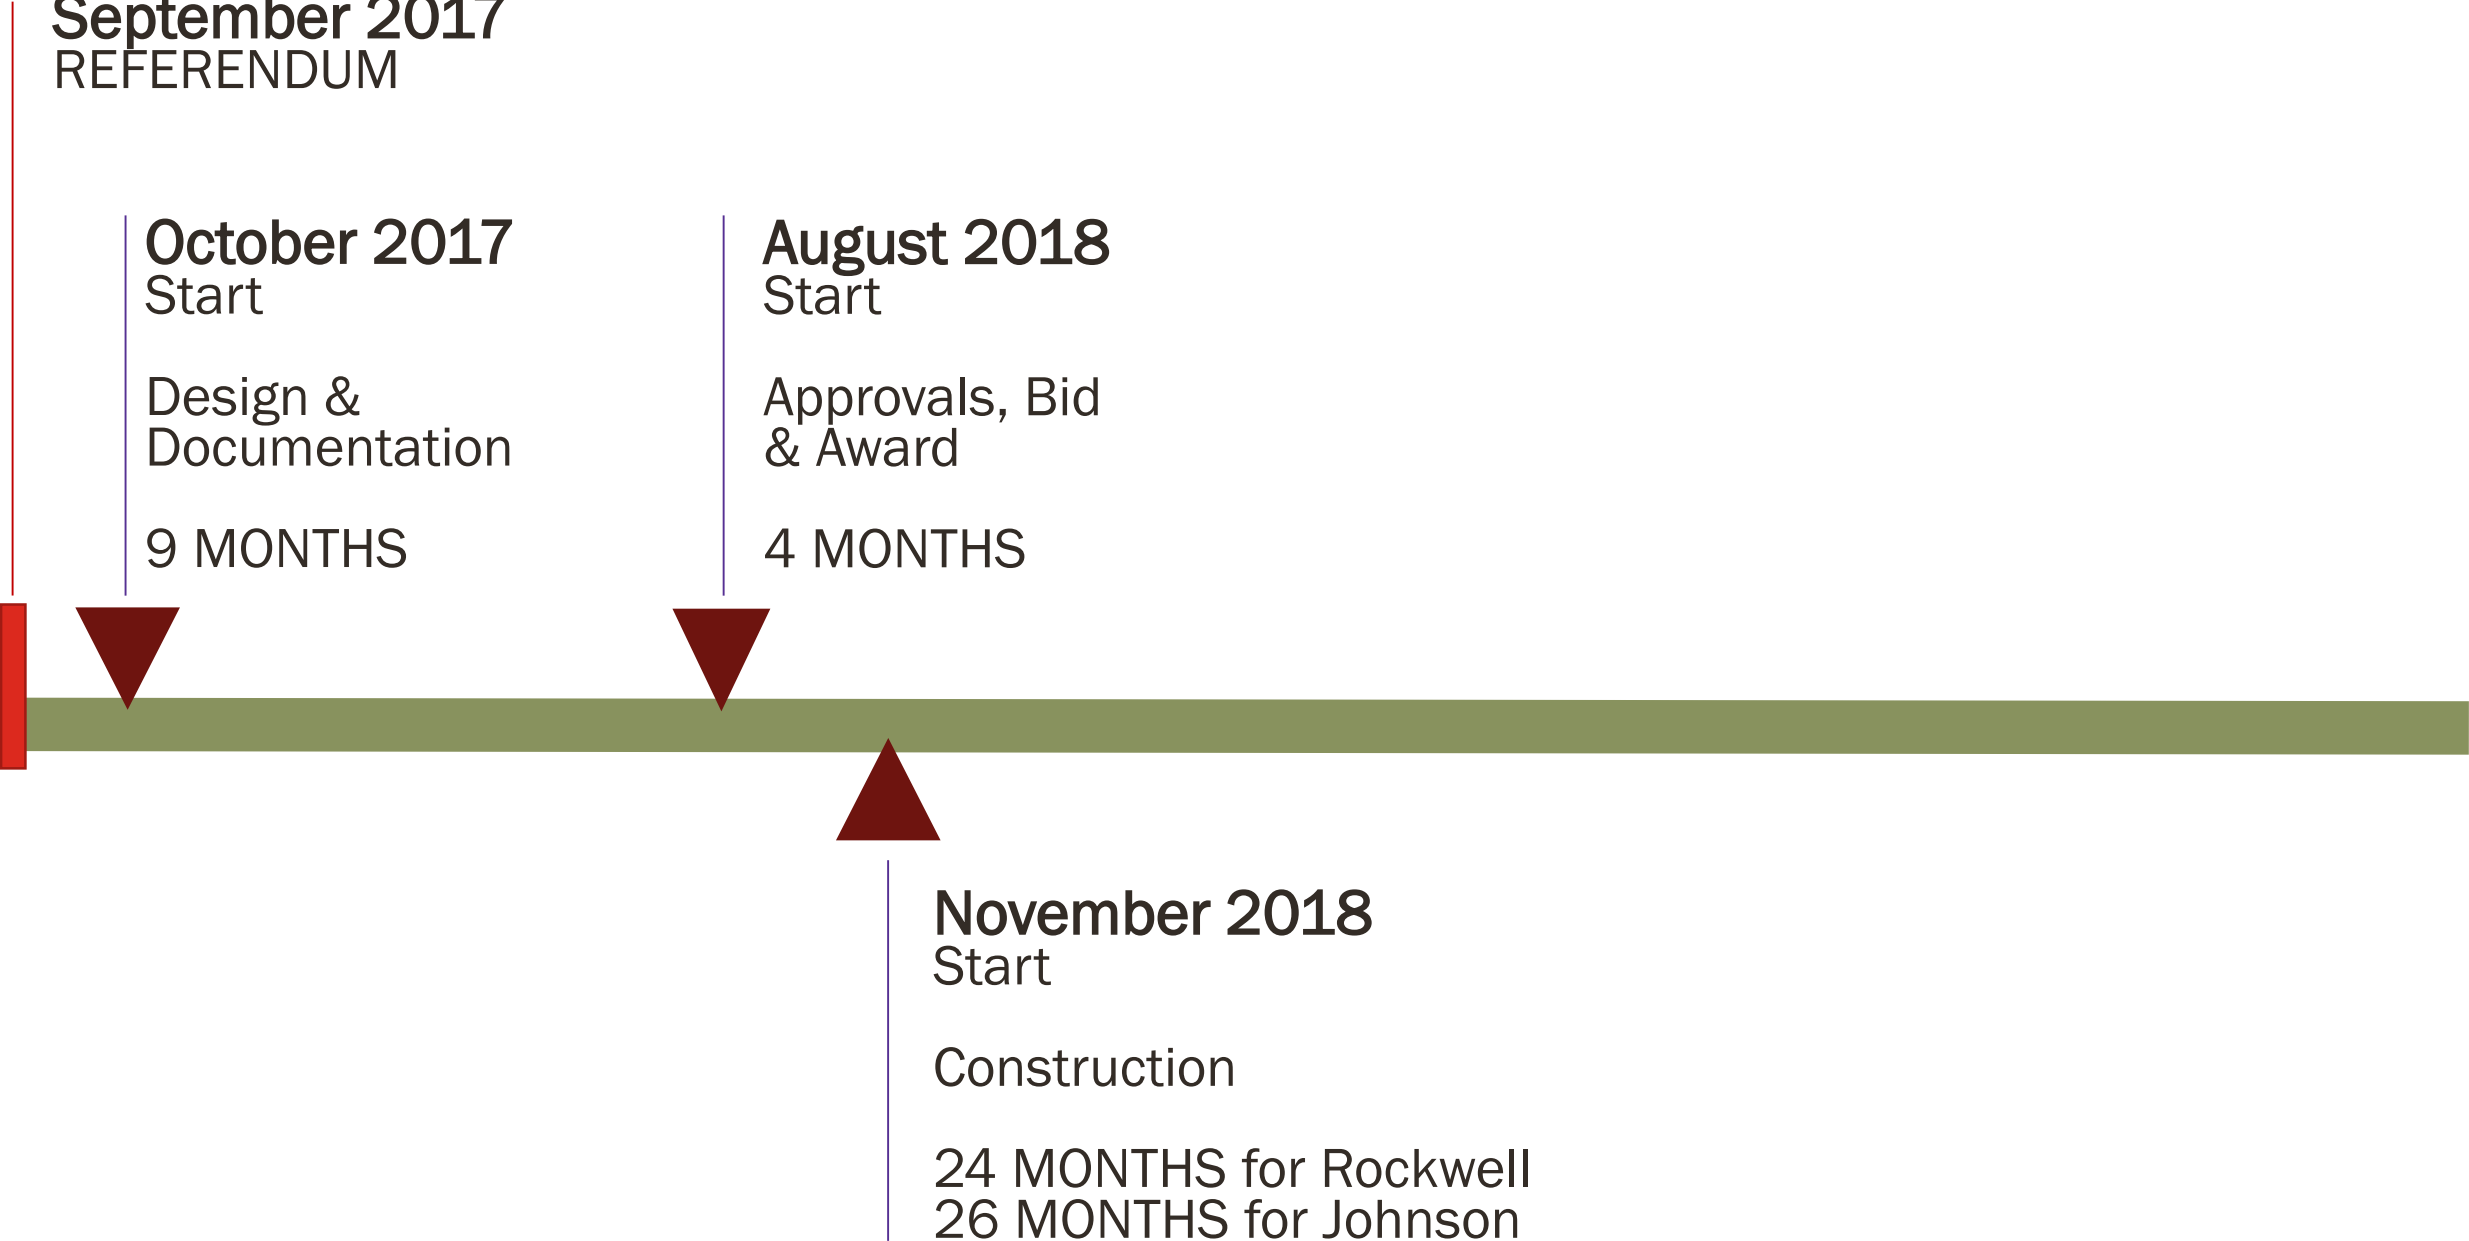 September 2017
REFERENDUM
October 2017
Start
Design &
Documentation
9 MONTHS
August 2018
Start
Approvals, Bid
& Award
4 MONTHS
November 2018
Start
Construction
24 MONTHS for Rockwell
26 MONTHS for Johnson